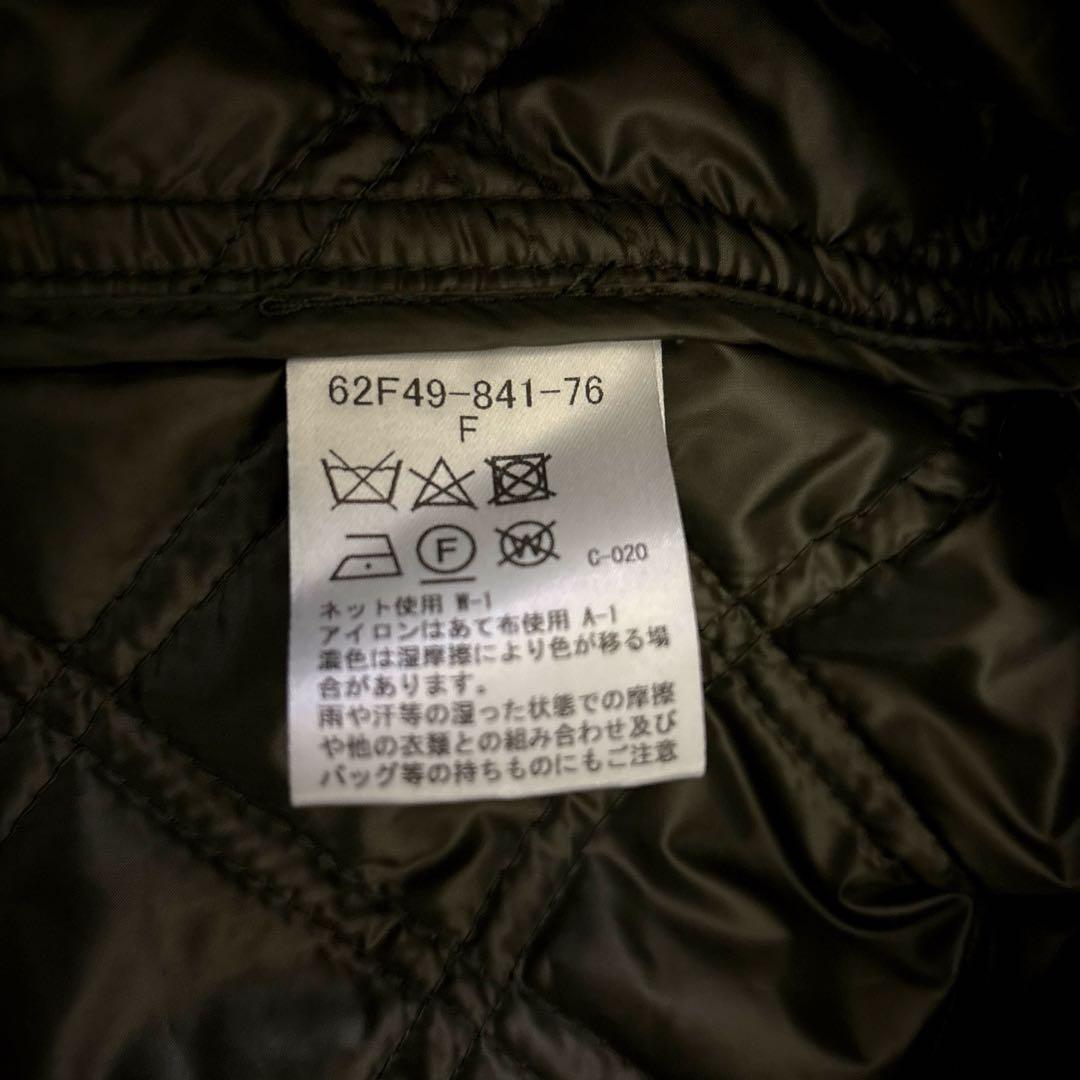 62F49-841-76
F
F W C-020
ネット使用 W-1
アイロンはあて布使用 A-1
濃色は湿摩擦により色が移る場
合があります。
雨や汗等の湿った状態での摩擦
や他の衣類との組み合わせ及び
バッグ等の持ちものにもご注意